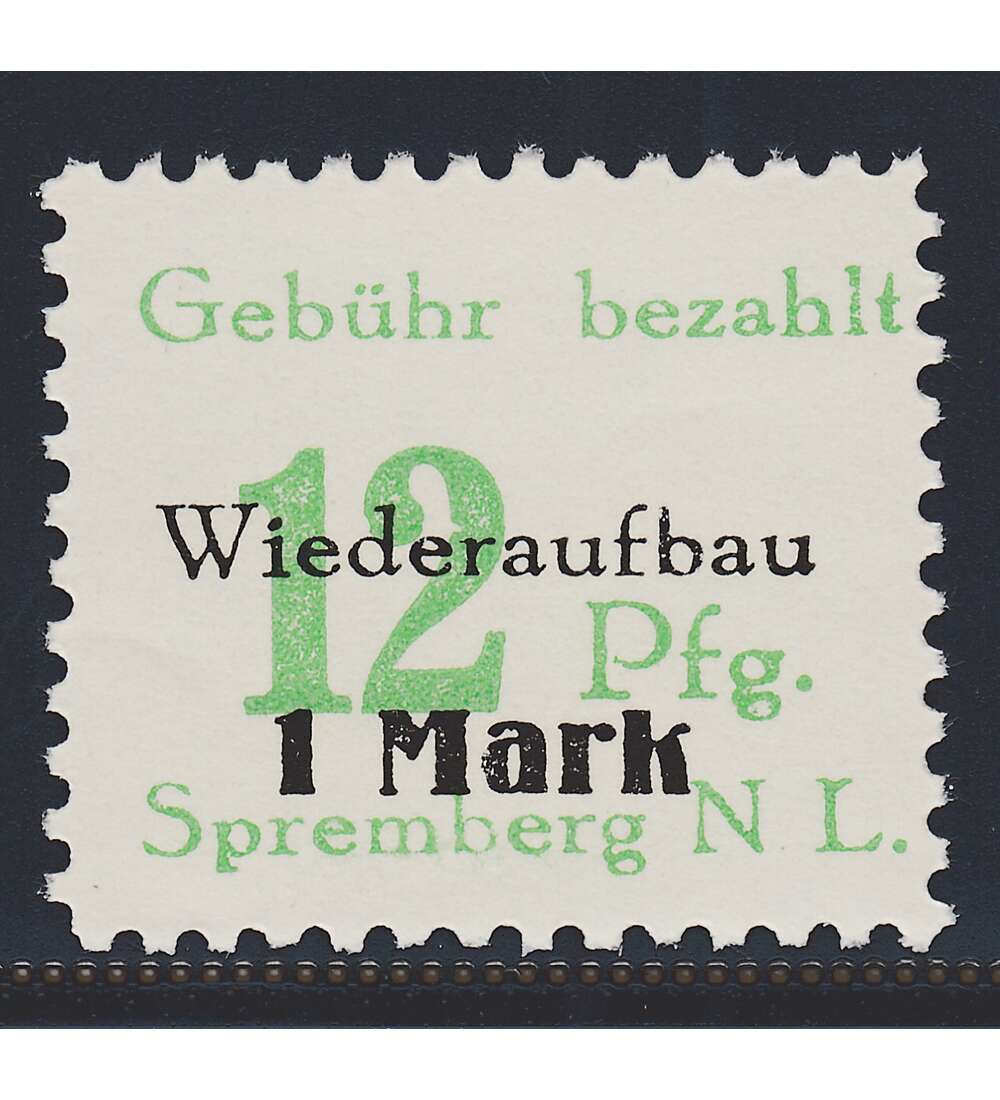 Gebühr bezahlt
12 Pfg.
Wiederaufbau
1 Mark
Spremberg N L.